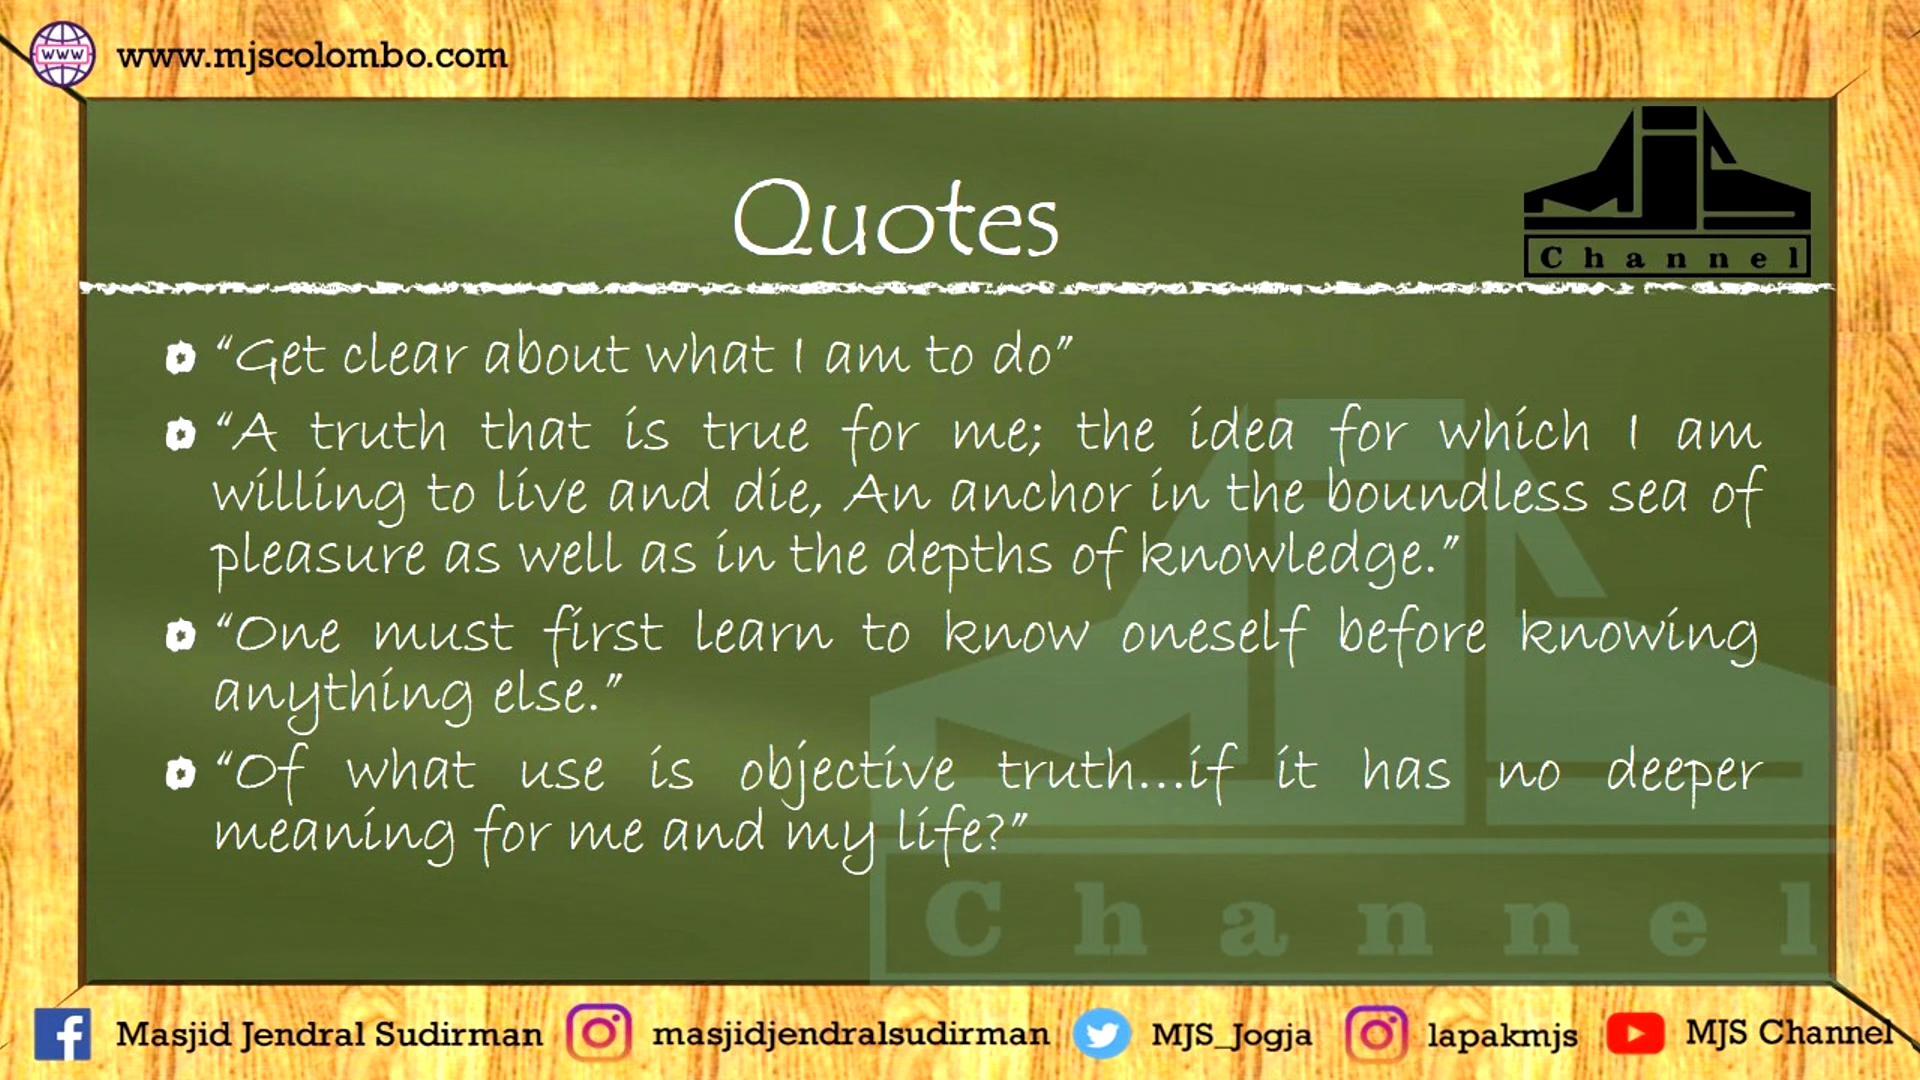 www
www.mjscolombo.com
MJS
Channel
Quotes
“Get clear about what I am to do”
“A truth that is true for me; the idea for which I am
willing to live and die, An anchor in the boundless sea of
pleasure as well as in the depths of knowledge.”
“One must first learn to know oneself before knowing
anything else.”
“Of what use is objective truth...if it has no deeper
meaning for me and my life?”
MJS
Channel
Masjid Jendral Sudirman
masjidjendralsudirman
MJS_Jogja
lapakmjs
MJS Channel